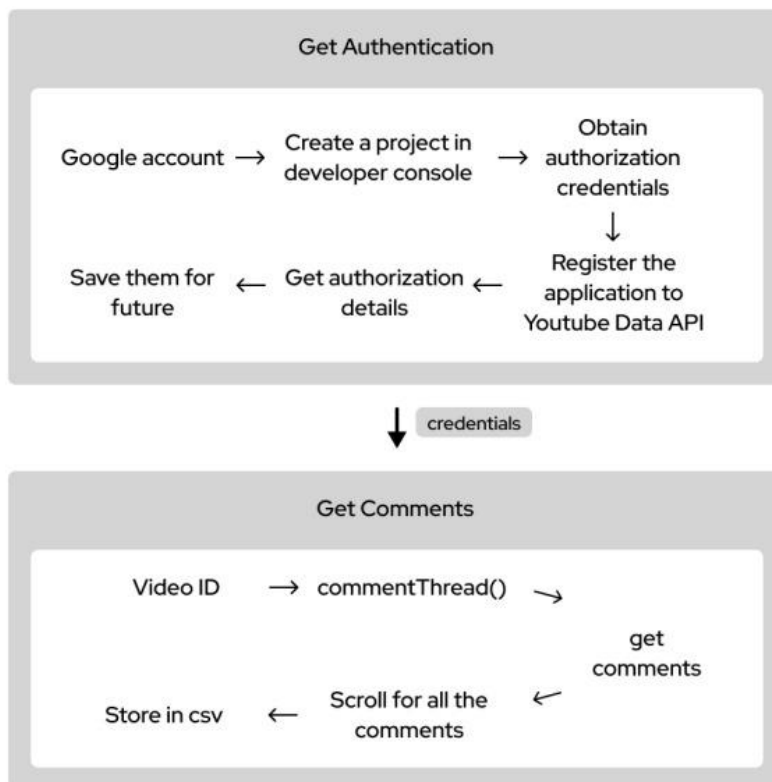 Get Authentication
Google account
Create a project in
developer console
Obtain
authorization
credentials
Register the
application to
Youtube Data API
Get authorization
details
Save them for
future
credentials
Get Comments
Video ID
commentThread()
get
comments
Scroll for all the
comments
Store in csv